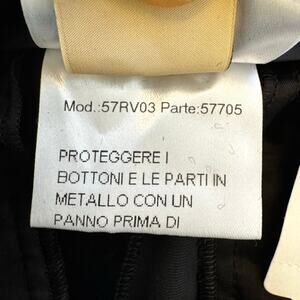 Mod.:57RV03 Parte:57705
PROTEGGERE I
BOTTONI E LE PARTI IN
METALLO CON UN
PANNO PRIMA DI